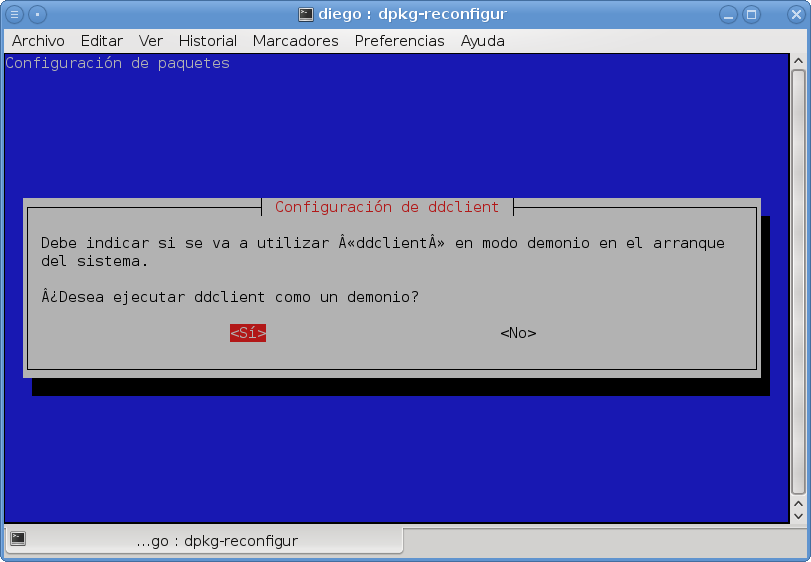 diego : dpkg-reconfigur
Archivo Editar Ver Historial Marcadores Preferencias Ayuda
Configuración de paquetes
Configuración de ddclient
Debe indicar si se va a utilizar Â«ddclientÂ» en modo demonio en el arranque
del sistema.
Â¿Desea ejecutar ddclient como un demonio?
<Sí> <No>
...go : dpkg-reconfigur